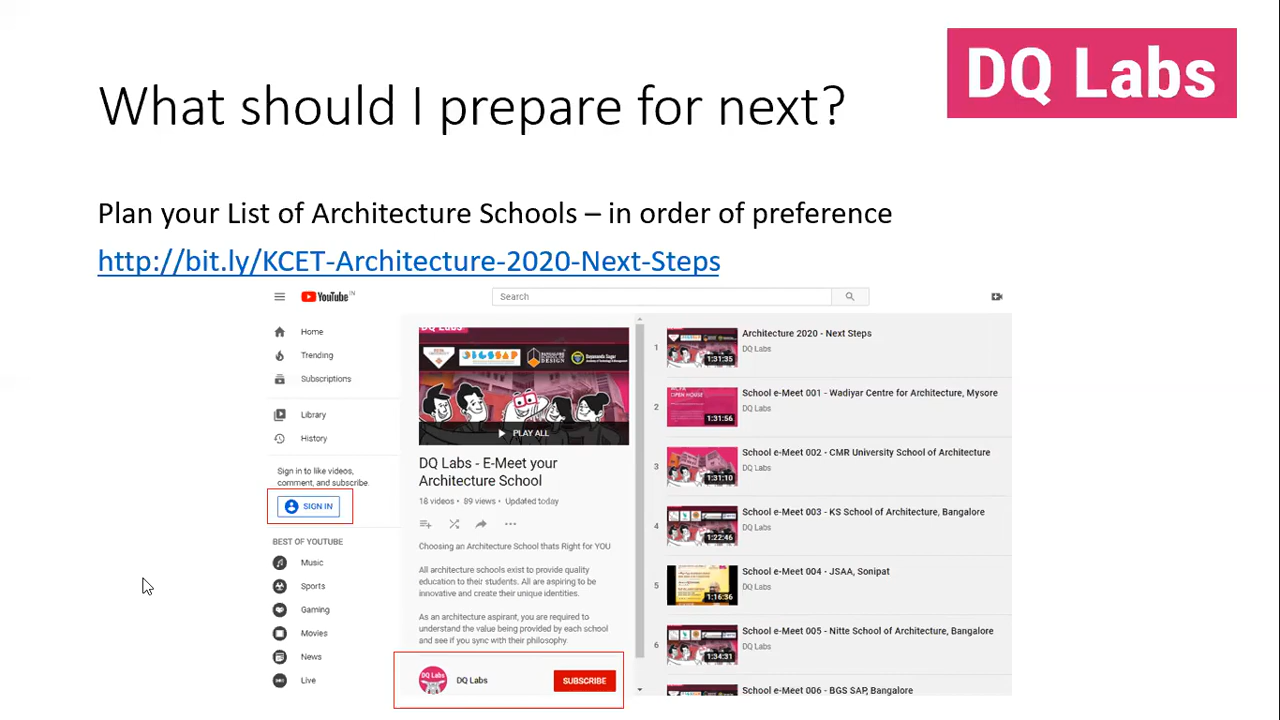 What should I prepare for next?
DQ Labs
Plan your List of Architecture Schools – in order of preference
http://bit.ly/KCET-Architecture-2020-Next-Steps
YouTube IN
Search
Home
Trending
Subscriptions
Library
History
Sign in to like videos,
comment, and subscribe.
SIGN IN
BEST OF YOUTUBE
Music
Sports
Gaming
Movies
News
Live
DQ Labs
PLAY ALL
DQ Labs - E-Meet your
Architecture School
18 videos • 89 views • Updated today
Choosing an Architecture School thats Right for YOU
All architecture schools exist to provide quality
education to their students. All are aspiring to be
innovative and create their unique identities.
As an architecture aspirant, you are required to
understand the value being provided by each school
and see if you sync with their philosophy.
DQ Labs
DQ Labs
SUBSCRIBE
1
1:31:35
Architecture 2020 - Next Steps
DQ Labs
2
OPEN HOUSE
1:31:56
School e-Meet 001 - Wadiyar Centre for Architecture, Mysore
DQ Labs
3
1:31:10
School e-Meet 002 - CMR University School of Architecture
DQ Labs
4
1:22:46
School e-Meet 003 - KS School of Architecture, Bangalore
DQ Labs
5
1:16:36
School e-Meet 004 - JSAA, Sonipat
DQ Labs
6
1:34:31
School e-Meet 005 - Nitte School of Architecture, Bangalore
DQ Labs
School e-Meet 006 - BGS SAP, Bangalore